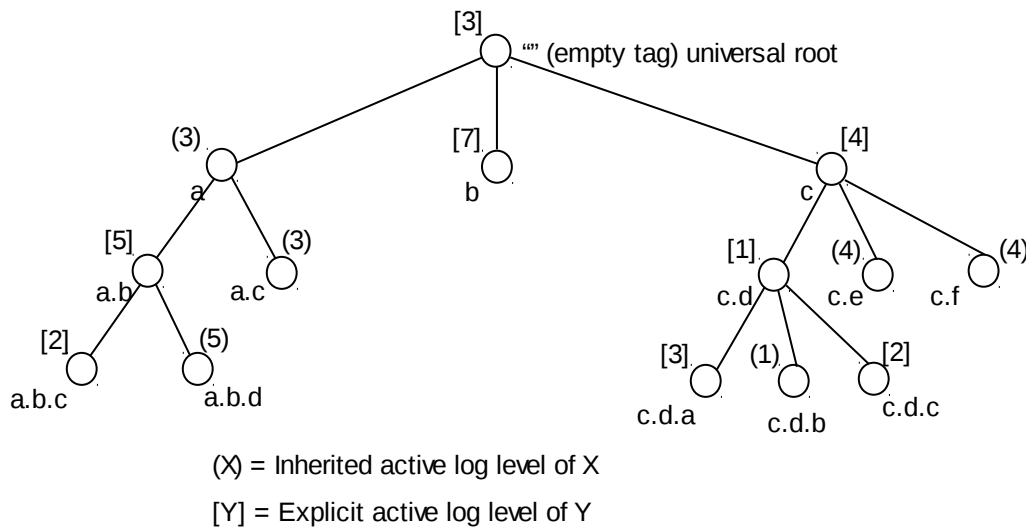 [3]
“” (empty tag) universal root
(3)
[7]
[4]
a
b
c
[5]
(3)
[1]
(4)
(4)
a.b
a.c
c.d
c.e
c.f
[2]
(5)
[3]
(1)
[2]
a.b.c
a.b.d
c.d.a
c.d.b
c.d.c
(X) = Inherited active log level of X
[Y] = Explicit active log level of Y